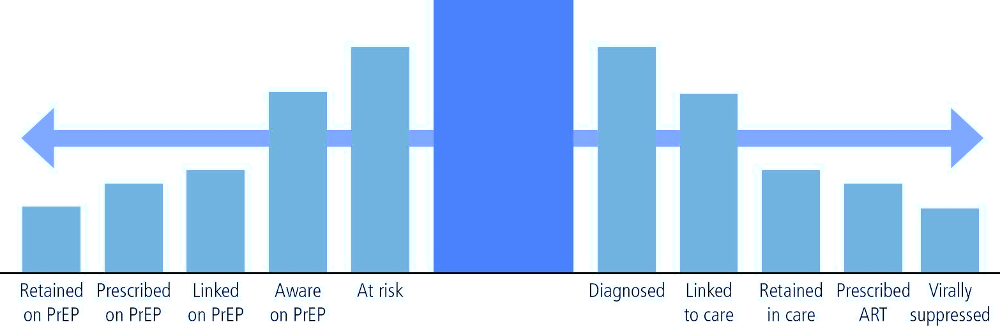 Retained
on PrEP
Prescribed
on PrEP
Linked
on PrEP
Aware
on PrEP
At risk
Diagnosed
Linked
to care
Retained
in care
Prescribed
ART
Virally
suppressed